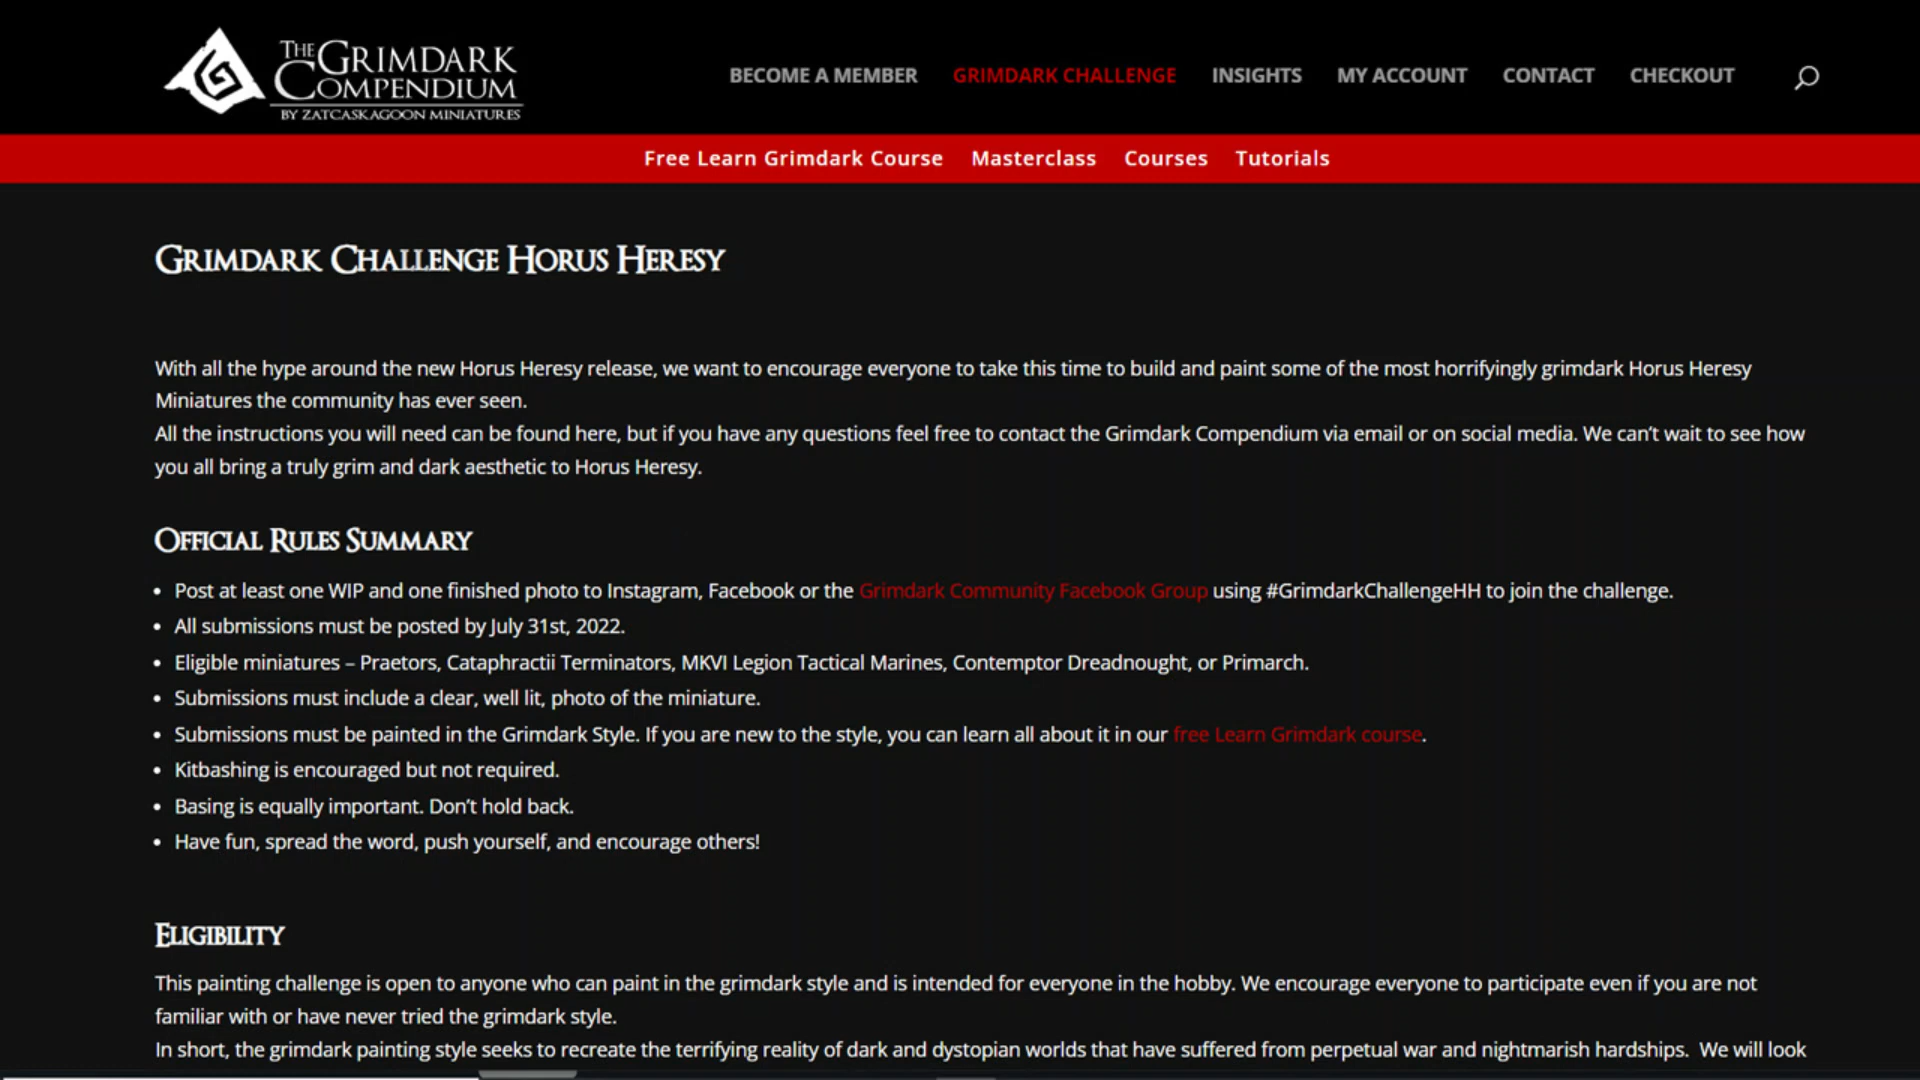 THE GRIMDARK
COMPENDIUM
BY ZATCASKAGOON MINIATURES
BECOME A MEMBER GRIMDARK CHALLENGE INSIGHTS MY ACCOUNT CONTACT CHECKOUT
Free Learn Grimdark Course Masterclass Courses Tutorials
GRIMDARK CHALLENGE HORUS HERESY
With all the hype around the new Horus Heresy release, we want to encourage everyone to take this time to build and paint some of the most horrifyingly grimdark Horus Heresy
Miniatures the community has ever seen.
All the instructions you will need can be found here, but if you have any questions feel free to contact the Grimdark Compendium via email or on social media. We can’t wait to see how
you all bring a truly grim and dark aesthetic to Horus Heresy.
OFFICIAL RULES SUMMARY
• Post at least one WIP and one finished photo to Instagram, Facebook or the Grimdark Community Facebook Group using #GrimdarkChallengeHH to join the challenge.
• All submissions must be posted by July 31st, 2022.
• Eligible miniatures – Praetors, Cataphractii Terminators, MKVI Legion Tactical Marines, Contemptor Dreadnought, or Primarch.
• Submissions must include a clear, well lit, photo of the miniature.
• Submissions must be painted in the Grimdark Style. If you are new to the style, you can learn all about it in our free Learn Grimdark course.
• Kitbashing is encouraged but not required.
• Basing is equally important. Don’t hold back.
• Have fun, spread the word, push yourself, and encourage others!
ELIGIBILITY
This painting challenge is open to anyone who can paint in the grimdark style and is intended for everyone in the hobby. We encourage everyone to participate even if you are not
familiar with or have never tried the grimdark style.
In short, the grimdark painting style seeks to recreate the terrifying reality of dark and dystopian worlds that have suffered from perpetual war and nightmarish hardships. We will look